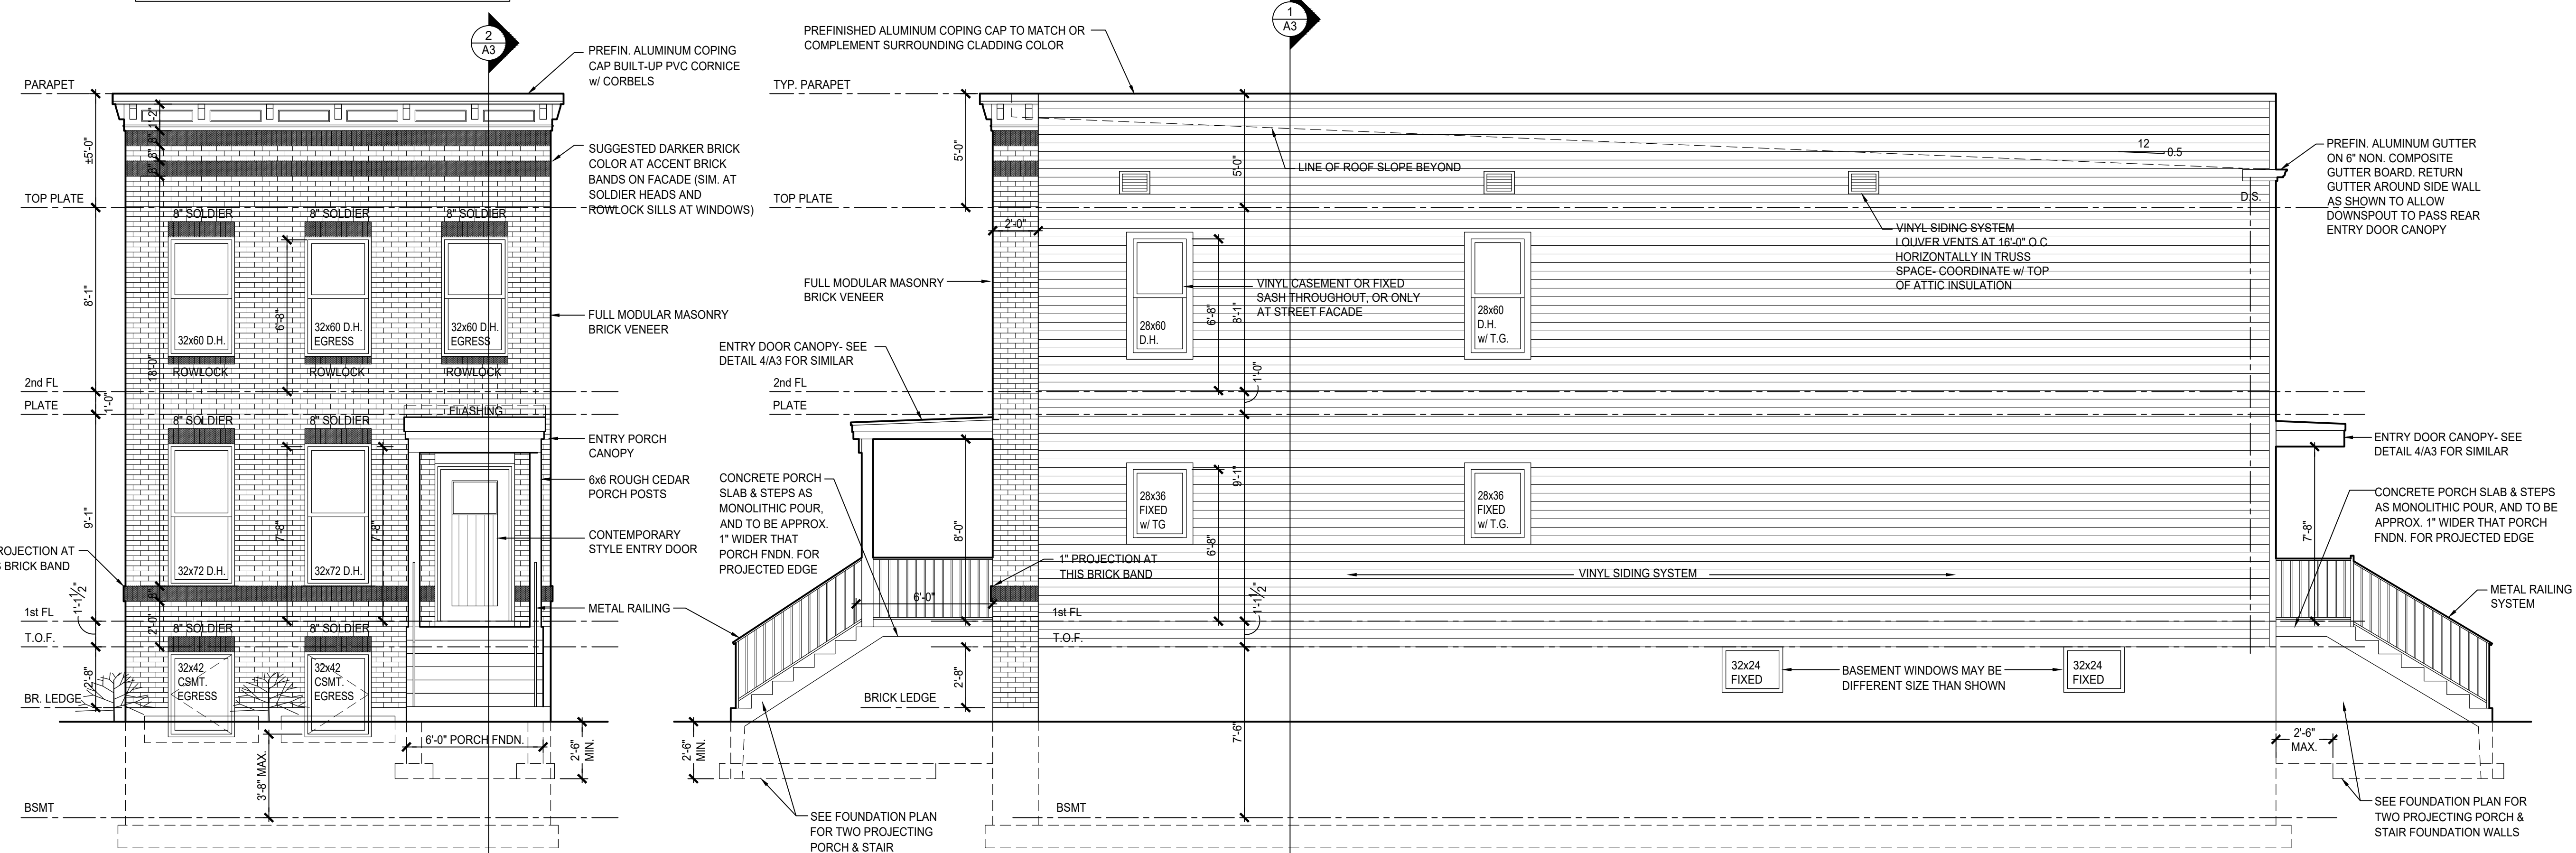 2
A3
PREFIN. ALUMINUM COPING
CAP BUILT-UP PVC CORNICE
w/ CORBELS
PARAPET
±5'-0"
1'-2"
8"
8"
8"
SUGGESTED DARKER BRICK
COLOR AT ACCENT BRICK
BANDS ON FACADE (SIM. AT
SOLDIER HEADS AND
ROWLOCK SILLS AT WINDOWS)
TOP PLATE
8" SOLDIER
8" SOLDIER
8" SOLDIER
8'-1"
6'-8"
18'-0"
FULL MODULAR MASONRY
BRICK VENEER
32x60 D.H.
32x60 D.H.
EGRESS
32x60 D.H.
EGRESS
ROWLOCK
ROWLOCK
ROWLOCK
2nd FL
PLATE
1'-0"
FLASHING
8" SOLDIER
8" SOLDIER
ENTRY PORCH
CANOPY
6x6 ROUGH CEDAR
PORCH POSTS
CONTEMPORARY
STYLE ENTRY DOOR
9'-1"
7'-8"
7'-8"
ROJECTION AT
BRICK BAND
32x72 D.H.
32x72 D.H.
8"
1'-1½"
METAL RAILING
1st FL
T.O.F.
2'-0"
8" SOLDIER
8" SOLDIER
32x42
CSMT.
EGRESS
32x42
CSMT.
EGRESS
2'-8"
BR. LEDGE
6'-0" PORCH FNDN.
2'-6"
MIN.
3'-8" MAX.
BSMT
1
A3
PREFINISHED ALUMINUM COPING CAP TO MATCH OR
COMPLEMENT SURROUNDING CLADDING COLOR
TYP. PARAPET
5'-0"
5'-0"
LINE OF ROOF SLOPE BEYOND
12
0.5
PREFIN. ALUMINUM GUTTER
ON 6" NON. COMPOSITE
GUTTER BOARD. RETURN
GUTTER AROUND SIDE WALL
AS SHOWN TO ALLOW
DOWNSPOUT TO PASS REAR
ENTRY DOOR CANOPY
D.S.
TOP PLATE
2'-0"
VINYL SIDING SYSTEM
LOUVER VENTS AT 16'-0" O.C.
HORIZONTALLY IN TRUSS
SPACE- COORDINATE w/ TOP
OF ATTIC INSULATION
FULL MODULAR MASONRY
BRICK VENEER
VINYL CASEMENT OR FIXED
SASH THROUGHOUT, OR ONLY
AT STREET FACADE
6'-8"
8'-1"
28x60
D.H.
28x60
D.H.
w/ T.G.
ENTRY DOOR CANOPY- SEE
DETAIL 4/A3 FOR SIMILAR
2nd FL
PLATE
1'-0"
ENTRY DOOR CANOPY- SEE
DETAIL 4/A3 FOR SIMILAR
CONCRETE PORCH
SLAB & STEPS AS
MONOLITHIC POUR,
AND TO BE APPROX.
1" WIDER THAT
PORCH FNDN. FOR
PROJECTED EDGE
8'-0"
28x36
FIXED
w/ TG
28x36
FIXED
w/ T.G.
9'-1"
6'-8"
CONCRETE PORCH SLAB & STEPS
AS MONOLITHIC POUR, AND TO BE
APPROX. 1" WIDER THAT PORCH
FNDN. FOR PROJECTED EDGE
7'-8"
1" PROJECTION AT
THIS BRICK BAND
VINYL SIDING SYSTEM
6'-0"
1'-1½"
METAL RAILING
SYSTEM
1st FL
T.O.F.
2'-8"
BRICK LEDGE
32x24
FIXED
BASEMENT WINDOWS MAY BE
DIFFERENT SIZE THAN SHOWN
32x24
FIXED
7'-6"
2'-6"
MIN.
2'-6"
MAX.
BSMT
SEE FOUNDATION PLAN
FOR TWO PROJECTING
PORCH & STAIR
SEE FOUNDATION PLAN FOR
TWO PROJECTING PORCH &
STAIR FOUNDATION WALLS